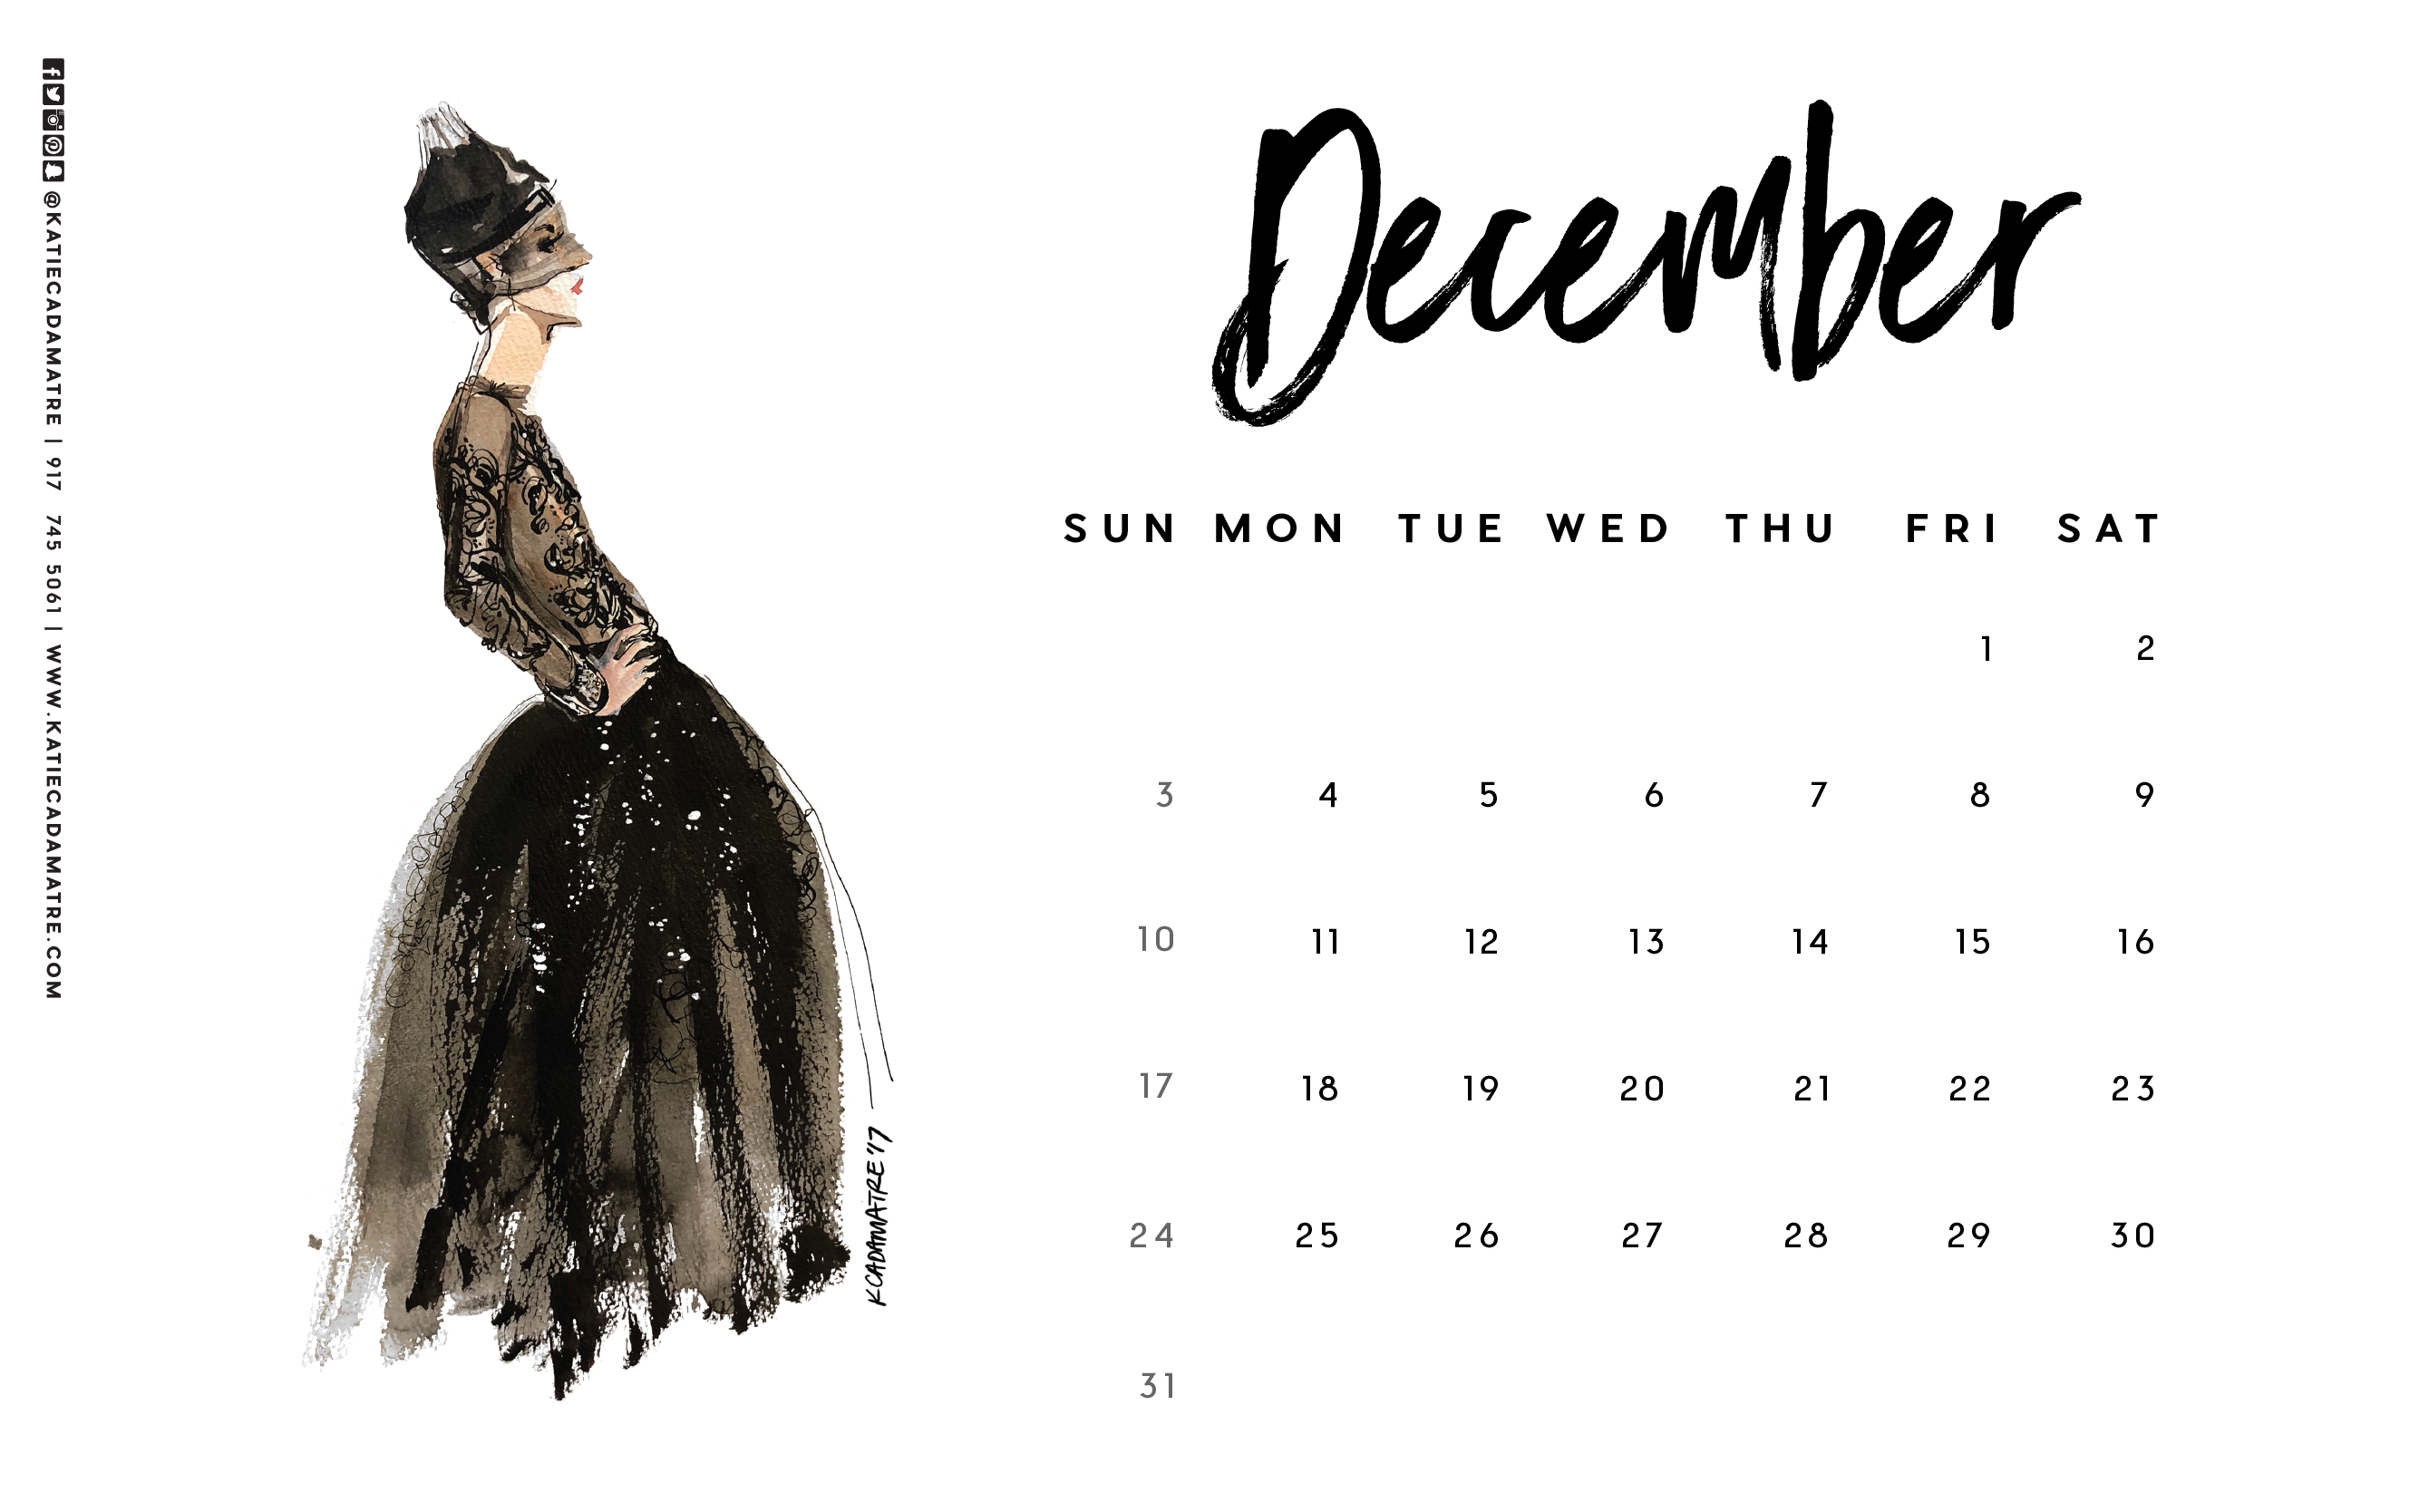 @KATIECADAMATRE | 917 745 5061 | WWW.KATIECADAMATRE.COM
KCADAMATRE '17
December
SUN MON TUE WED THU FRI SAT
1 2
3 4 5 6 7 8 9
10 11 12 13 14 15 16
17 18 19 20 21 22 23
24 25 26 27 28 29 30
31